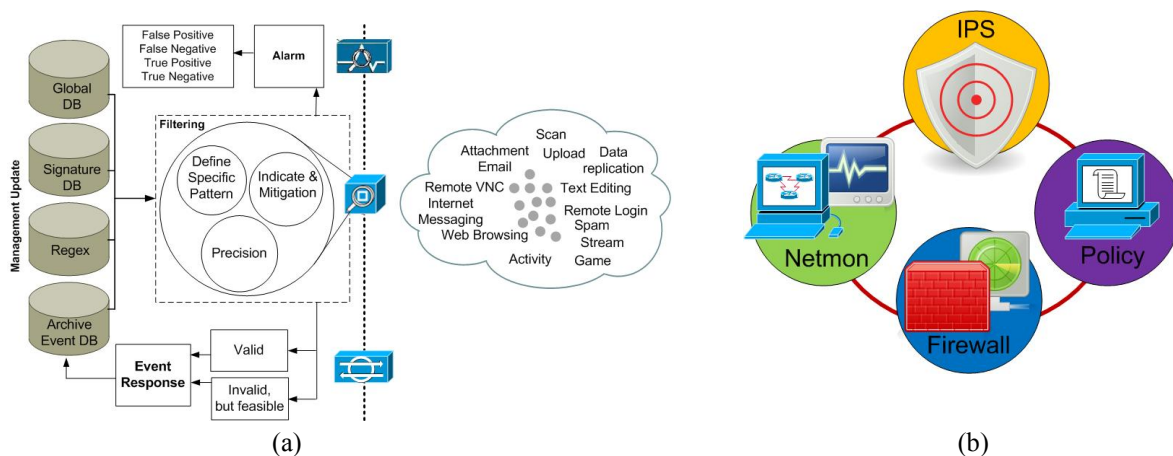 False Positive
False Negative
True Positive
True Negative
Alarm
Management Update
Global
DB
Signature
DB
Regex
Archive
Event DB
Filtering
Define
Specific
Pattern
Indicate &
Mitigation
Precision
Event
Response
Valid
Invalid,
but feasible
Scan
Attachment
Email
Upload
Data
replication
Remote VNC
Text Editing
Internet
Messaging
Remote Login
Spam
Web Browsing
Stream
Activity
Game
(a)
IPS
Netmon
Policy
Firewall
(b)